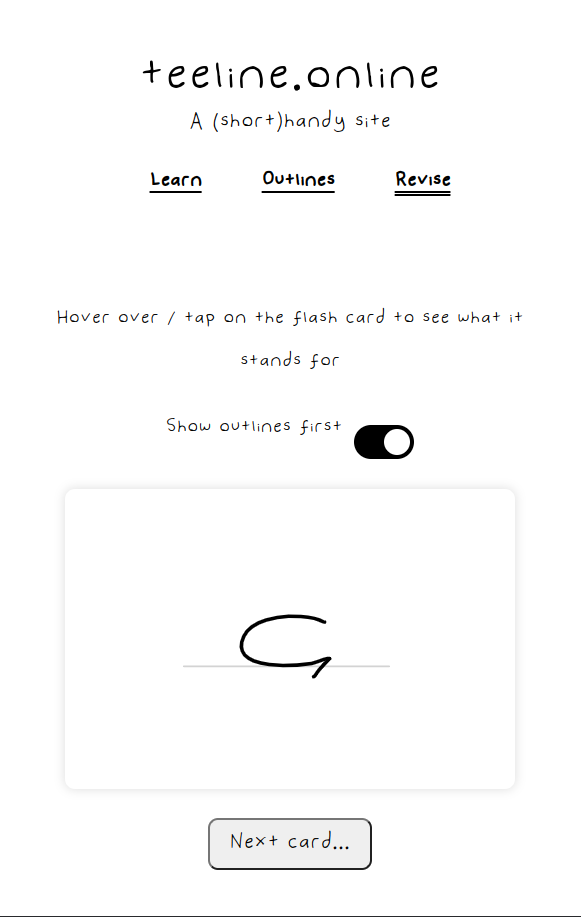 teeline.online
A (short)handy site
Learn Outlines Revise
Hover over / tap on the flash card to see what it
stands for
Show outlines first
Next card...